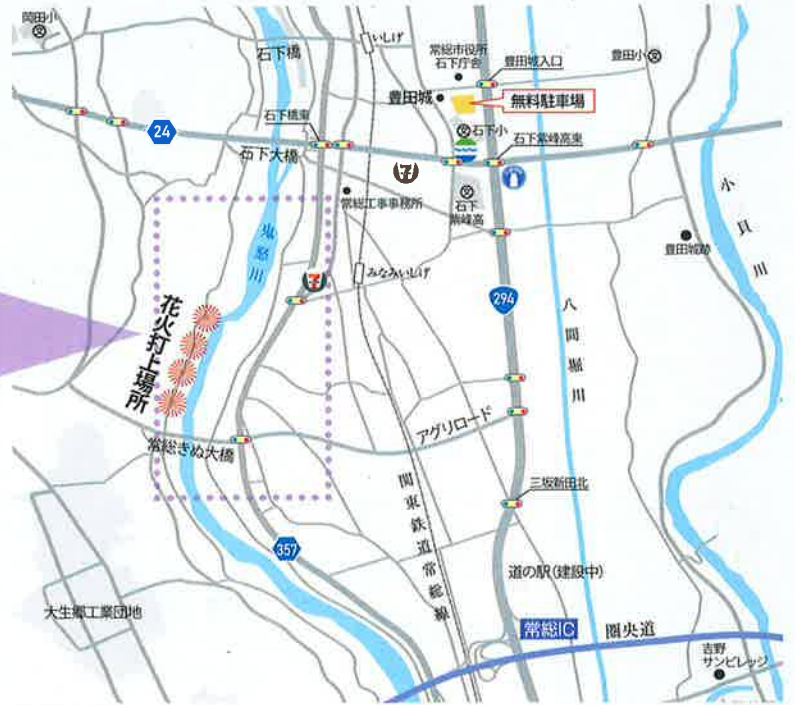 岡田小
石下橋
いしげ
常総市役所
石下庁舎
豊田城入口
豊田小
豊田城
無料駐車場
石下橋東
石下小
石下紫峰高東
24
石下大橋
7
常総工事事務所
石下
紫峰高
小貝川
豊田城跡
鬼怒川
みなみいしげ
7
294
八間堀川
花火打上場所
常総きぬ大橋
アグリロード
関東鉄道常総線
三坂新田北
357
道の駅(建設中)
大生郷工業団地
常総IC
圏央道
吉野
サンビレッジ